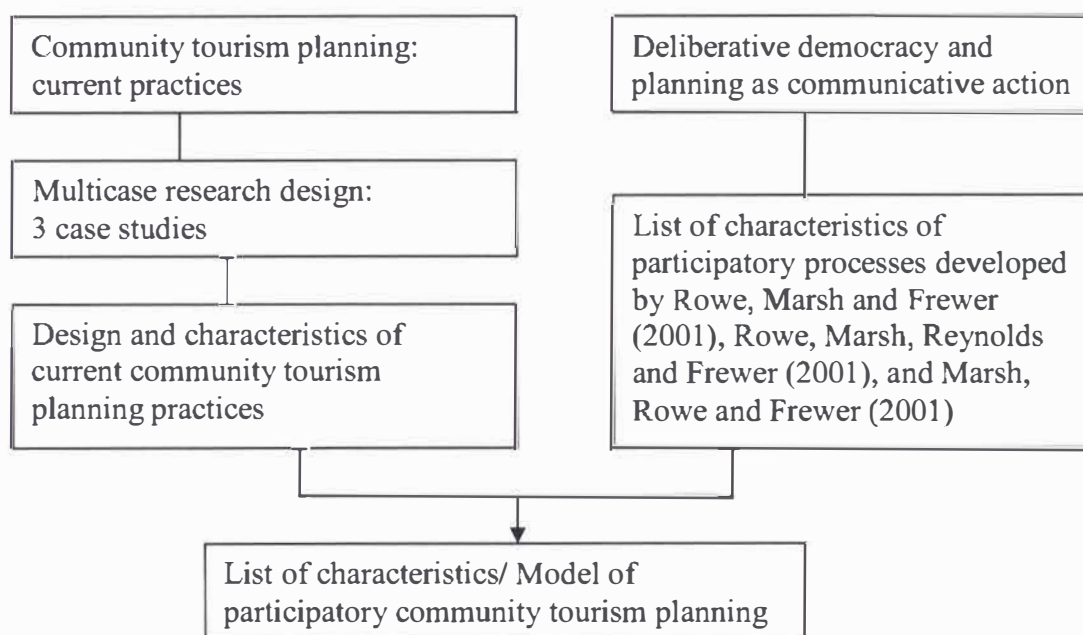 Community tourism planning:
current practices
Multicase research design:
3 case studies
Design and characteristics of
current community tourism
planning practices
Deliberative democracy and
planning as communicative action
List of characteristics of
participatory processes developed
by Rowe, Marsh and Frewer
(2001), Rowe, Marsh, Reynolds
and Frewer (2001), and Marsh,
Rowe and Frewer (2001)
List of characteristics/ Model of
participatory community tourism planning